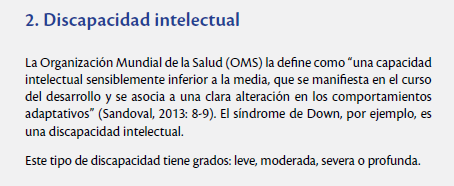 2. Discapacidad intelectual
La Organización Mundial de la Salud (OMS) la define como “una capacidad
intelectual sensiblemente inferior a la media, que se manifiesta en el curso
del desarrollo y se asocia a una clara alteración en los comportamientos
adaptativos” (Sandoval, 2013: 8-9). El síndrome de Down, por ejemplo, es
una discapacidad intelectual.
Este tipo de discapacidad tiene grados: leve, moderada, severa o profunda.